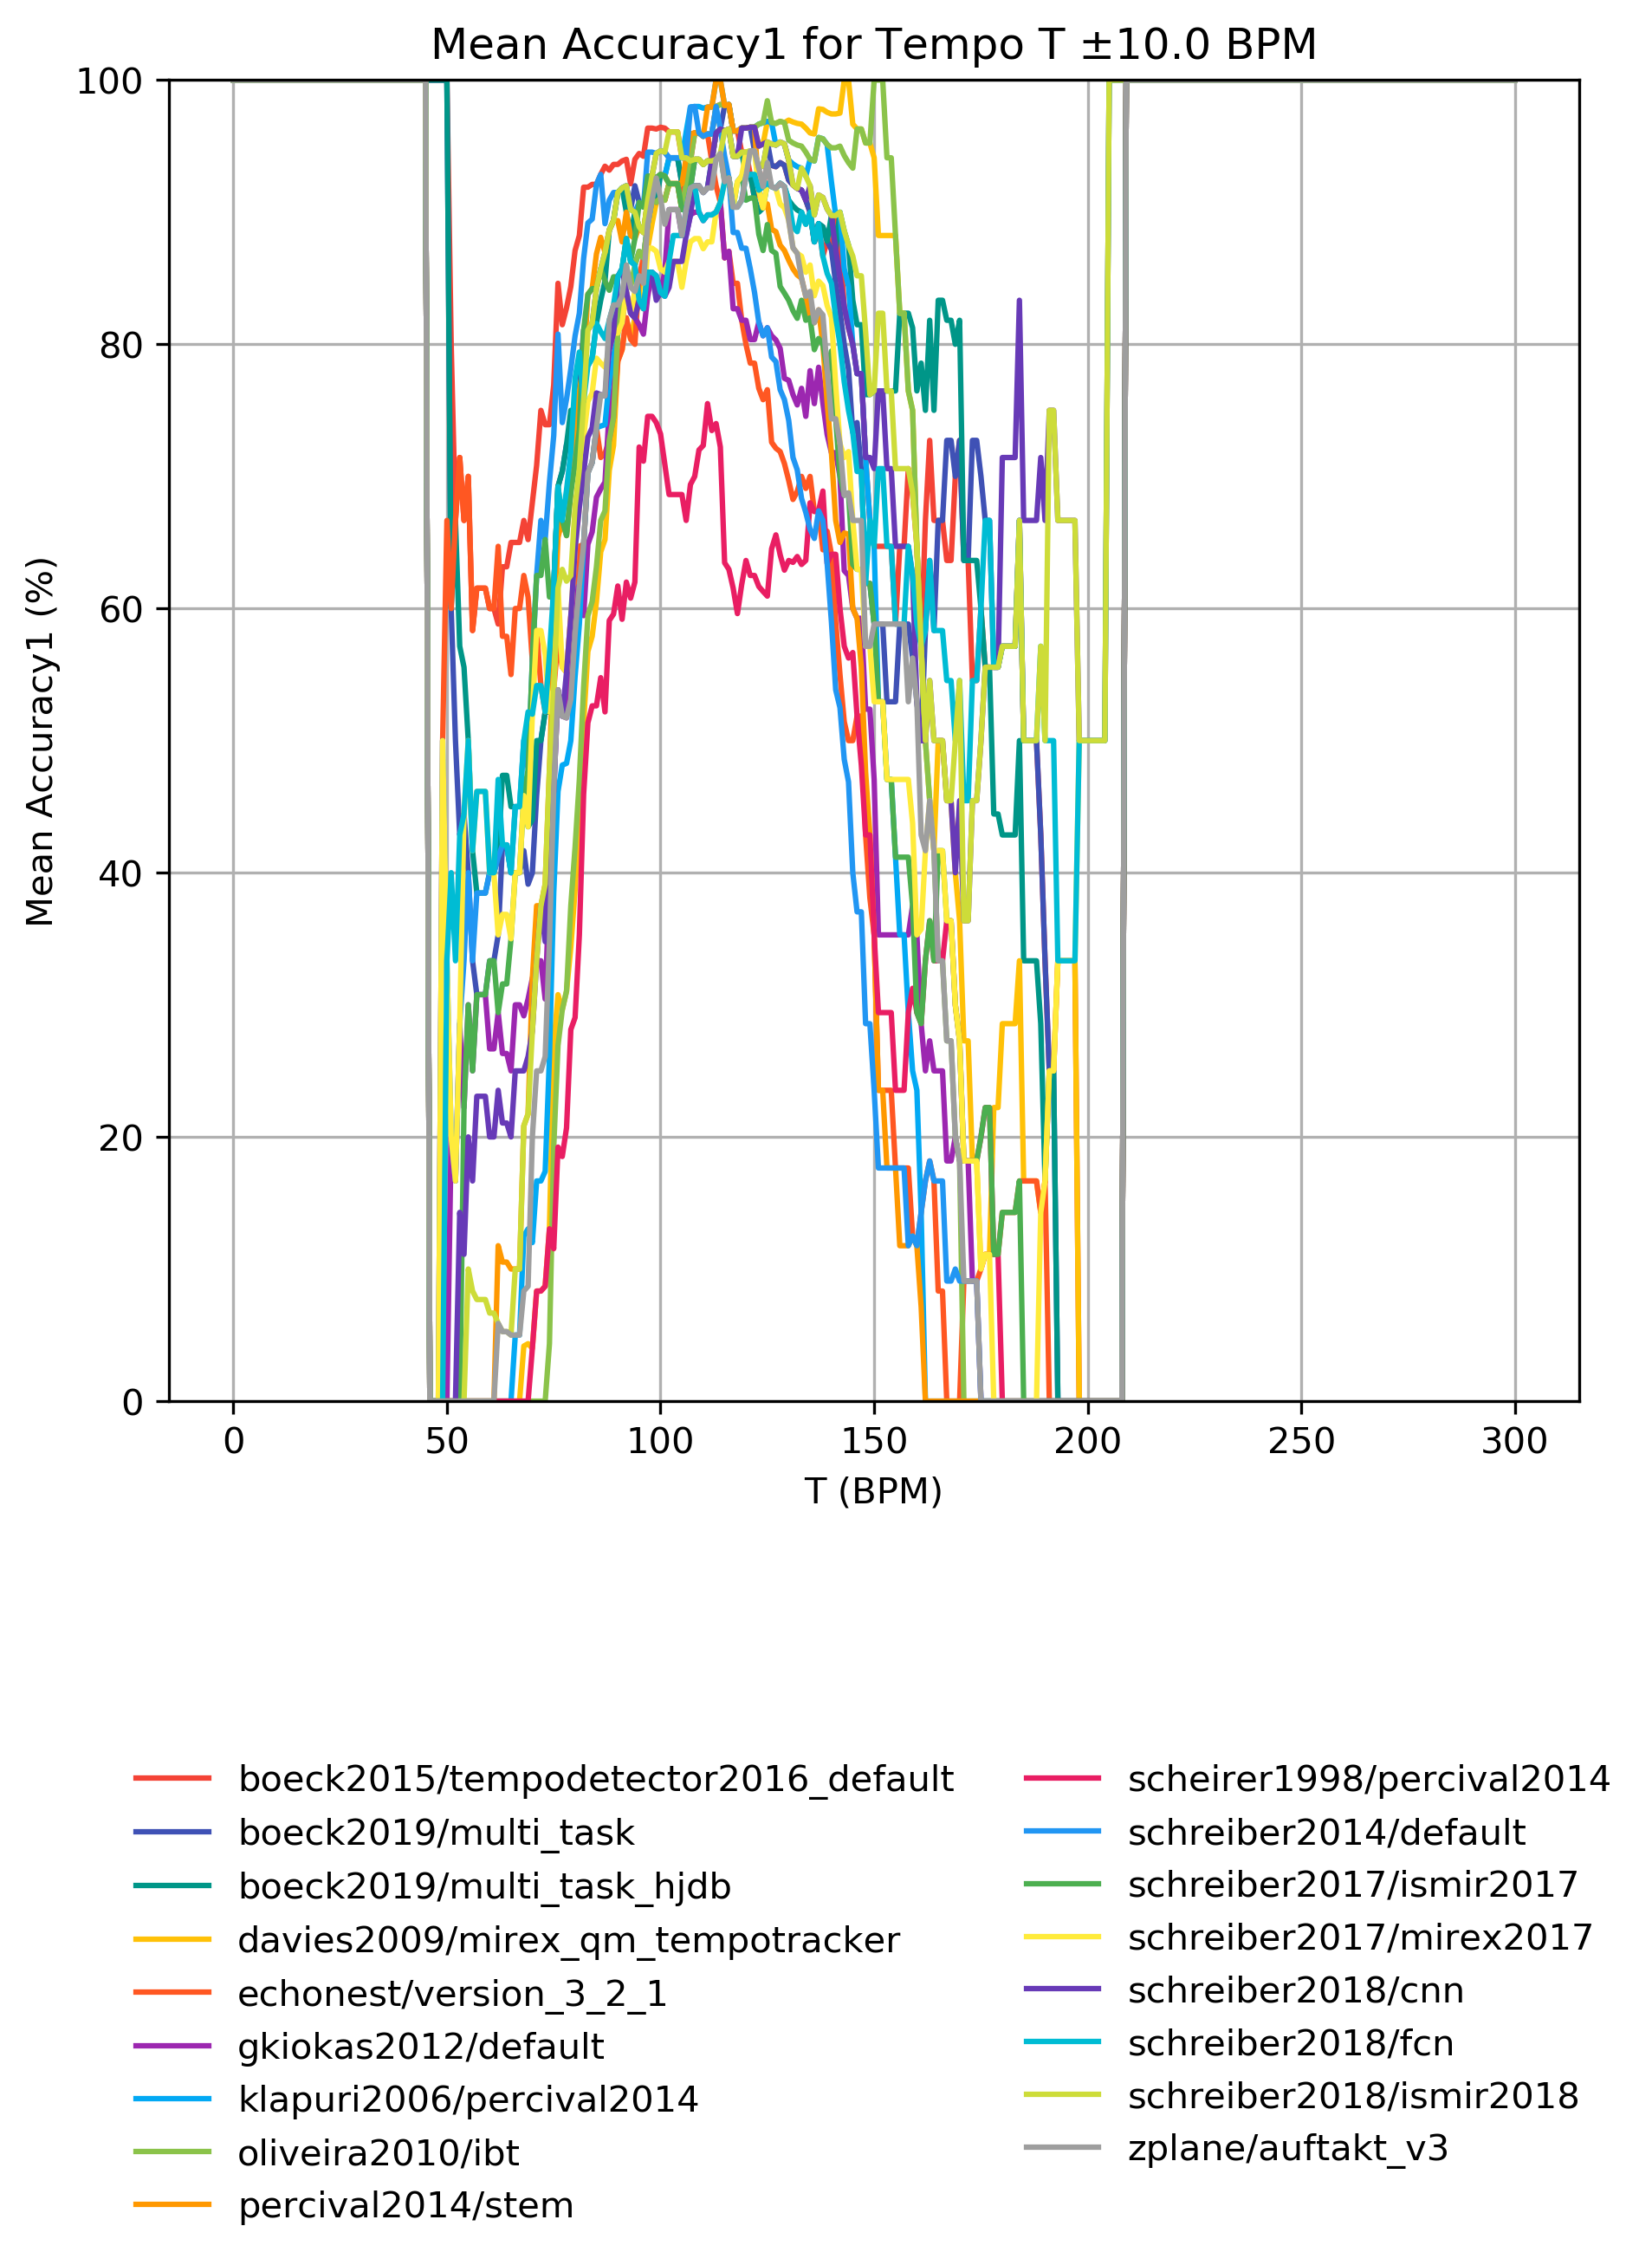 Mean Accuracy1 for Tempo T ±10.0 BPM
100
80
60
40
20
0
Mean Accuracy1 (%)
0 50 100 150 200 250 300
T (BPM)
boeck2015/tempodetector2016_default
boeck2019/multi_task
boeck2019/multi_task_hjdb
davies2009/mirex_qm_tempotracker
echonest/version_3_2_1
gkiokas2012/default
klapuri2006/percival2014
oliveira2010/ibt
percival2014/stem
scheirer1998/percival2014
schreiber2014/default
schreiber2017/ismir2017
schreiber2017/mirex2017
schreiber2018/cnn
schreiber2018/fcn
schreiber2018/ismir2018
zplane/auftakt_v3